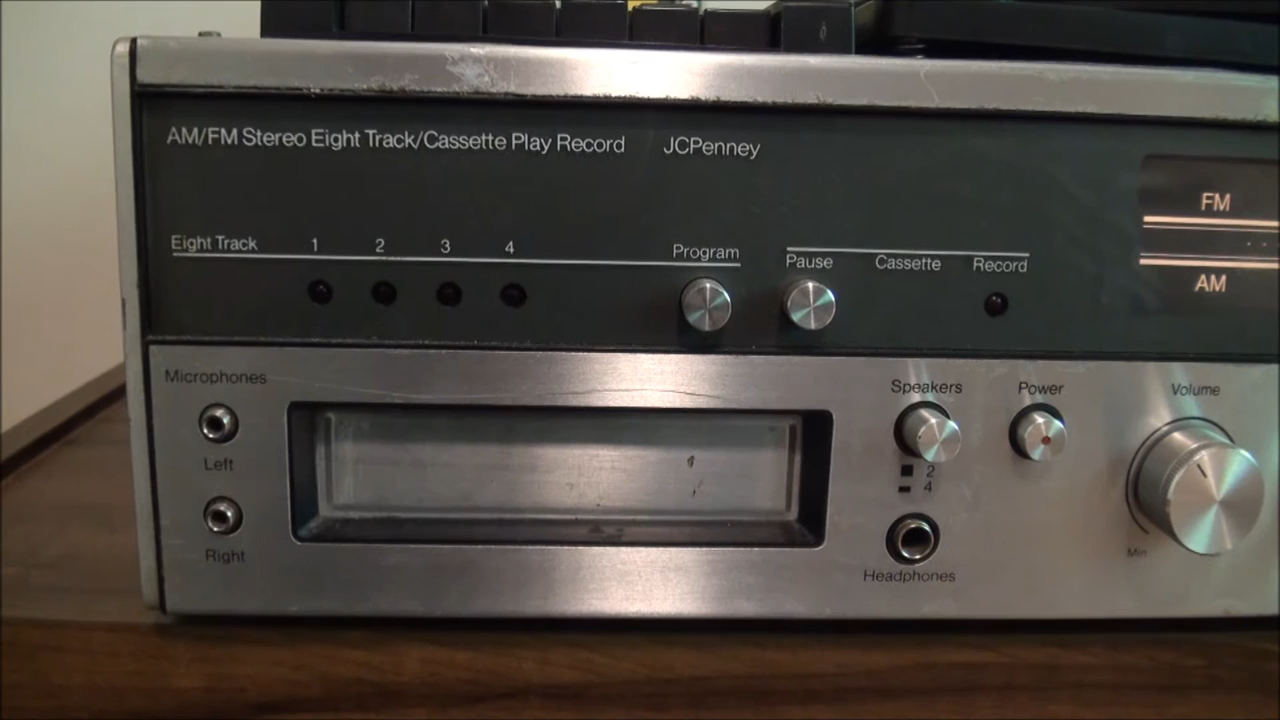 AM/FM Stereo Eight Track/Cassette Play Record JCPenney
FM
AM
Eight Track 1 2 3 4 Program
Pause Cassette Record
Microphones
Left
Right
Speakers
2
4
Headphones
Power
Volume
Min